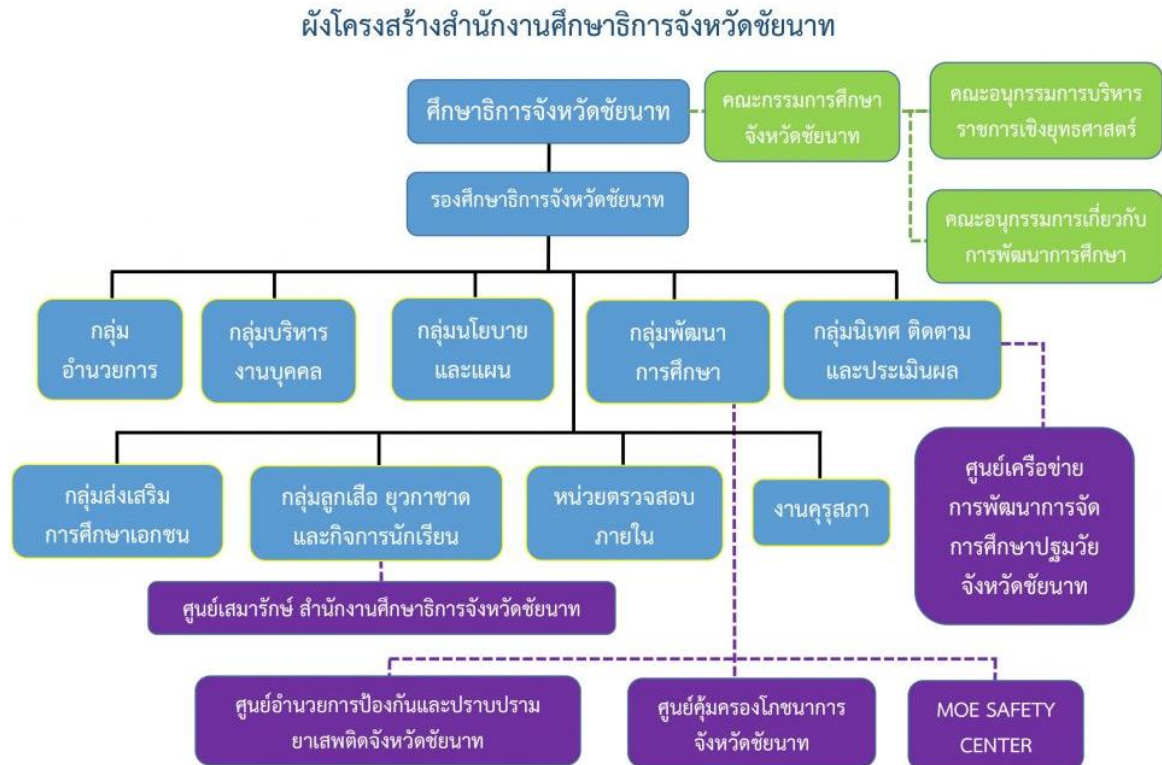 ผังโครงสร้างสำนักงานศึกษาธิการจังหวัดชัยนาท
ศึกษาธิการจังหวัดชัยนาท
คณะกรรมการศึกษา
จังหวัดชัยนาท
คณะอนุกรรมการบริหาร
ราชการเชิงยุทธศาสตร์
รองศึกษาธิการจังหวัดชัยนาท
คณะอนุกรรมการเกี่ยวกับ
การพัฒนาการศึกษา
กลุ่ม
อำนวยการ
กลุ่มบริหาร
งานบุคคล
กลุ่มนโยบาย
และแผน
กลุ่มพัฒนา
การศึกษา
กลุ่มนิเทศ ติดตาม
และประเมินผล
กลุ่มส่งเสริม
การศึกษาเอกชน
กลุ่มลูกเสือ ยุวกาชาด
และกิจการนักเรียน
หน่วยตรวจสอบ
ภายใน
งานคุรุสภา
ศูนย์เครือข่าย
การพัฒนาการจัด
การศึกษาปฐมวัย
จังหวัดชัยนาท
ศูนย์เสมารักษ์ สำนักงานศึกษาธิการจังหวัดชัยนาท
ศูนย์อำนวยการป้องกันและปราบปราม
ยาเสพติดจังหวัดชัยนาท
ศูนย์คุ้มครองโภชนาการ
จังหวัดชัยนาท
MOE SAFETY
CENTER